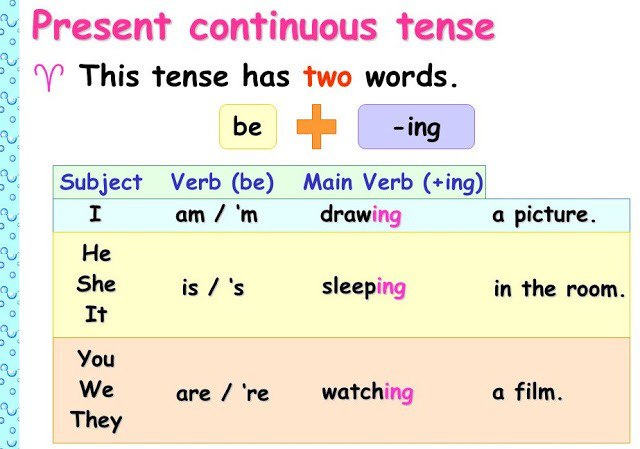 Present continuous tense
♈ This tense has two words.
be + -ing
Subject Verb (be) Main Verb (+ing)
I am / ‘m drawing a picture.
He
She is / ‘s sleeping in the room.
It
You
We are / ‘re watching a film.
They